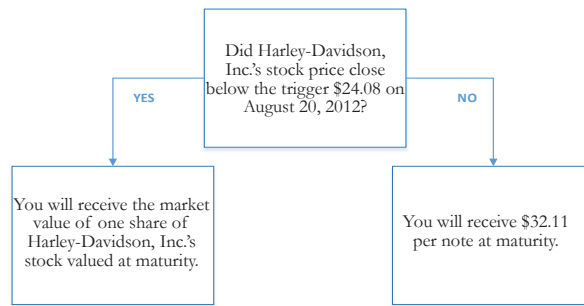 Did Harley-Davidson,
Inc.'s stock price close
below the trigger $24.08 on
August 20, 2012?
YES
NO
You will receive the market
value of one share of
Harley-Davidson, Inc.'s
stock valued at maturity.
You will receive $32.11
per note at maturity.